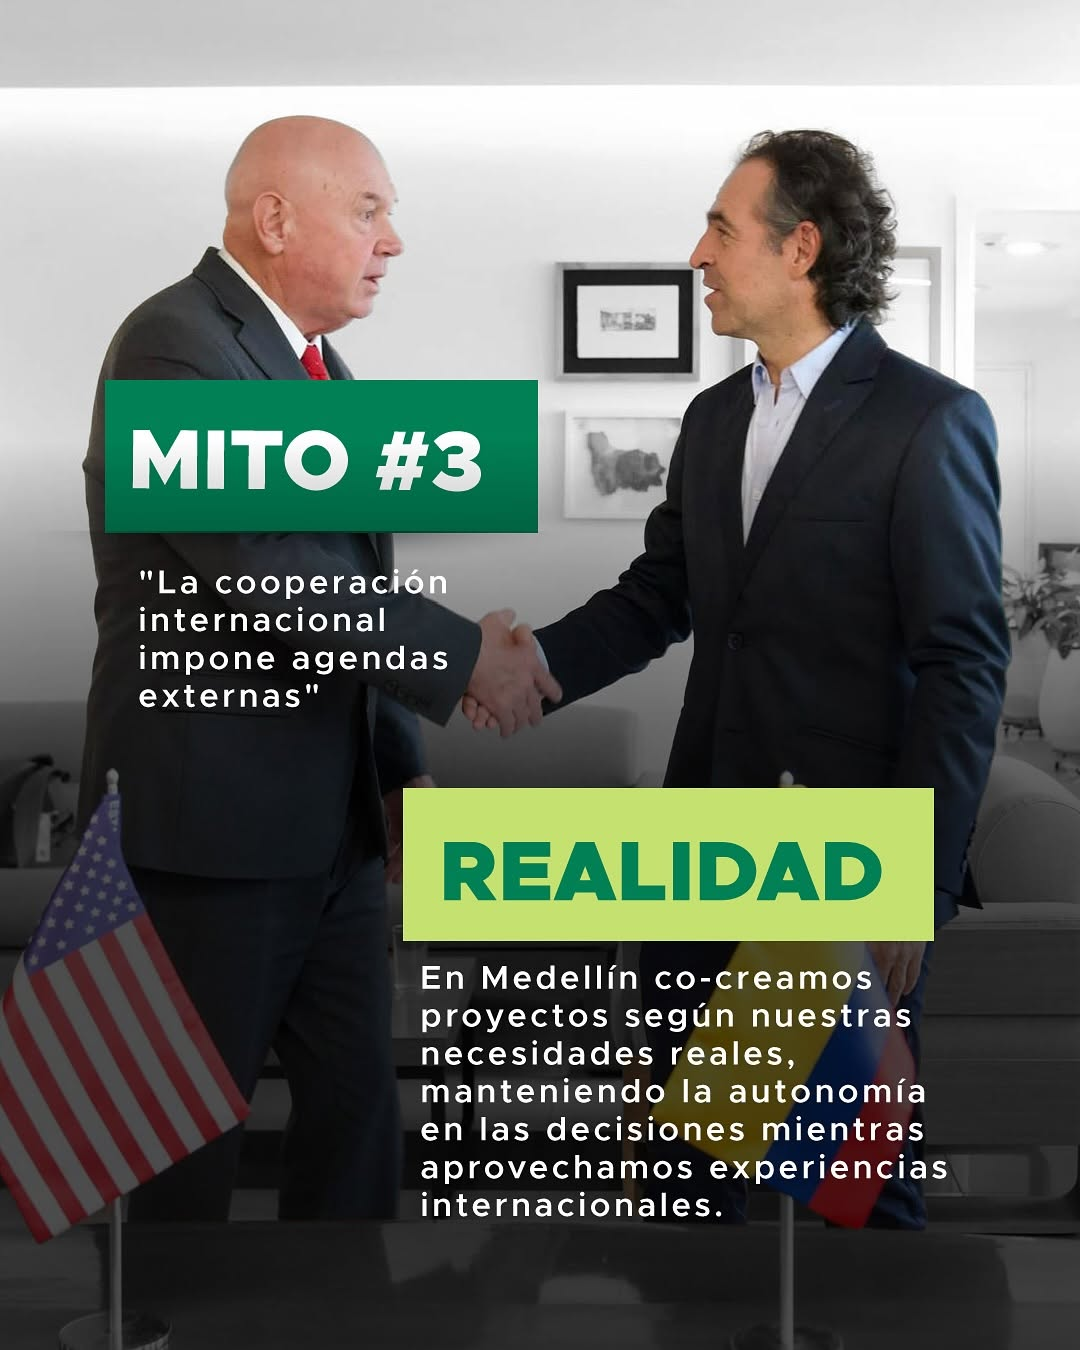 MITO #3
"La cooperación
internacional
impone agendas
externas"
REALIDAD
En Medellín co-creamos
proyectos según nuestras
necesidades reales,
manteniendo la autonomía
en las decisiones mientras
aprovechamos experiencias
internacionales.